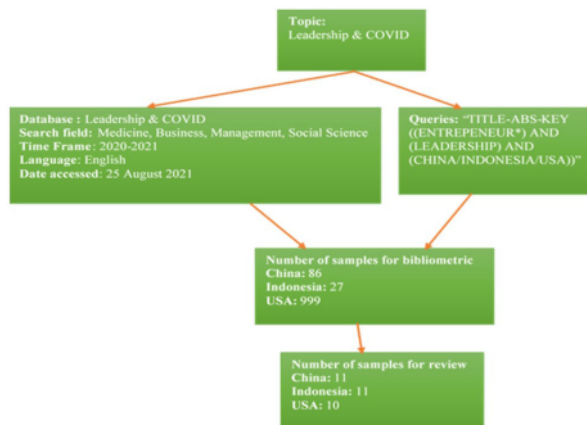 Topic:
Leadership & COVID
Database : Leadership & COVID
Search field: Medicine, Business, Management, Social Science
Time Frame: 2020-2021
Language: English
Date accessed: 25 August 2021
Queries: “TITLE-ABS-KEY
((ENTREPENEUR*) AND
(LEADERSHIP) AND
(CHINA/INDONESIA/USA))”
Number of samples for bibliometric
China: 86
Indonesia: 27
USA: 999
Number of samples for review
China: 11
Indonesia: 11
USA: 10